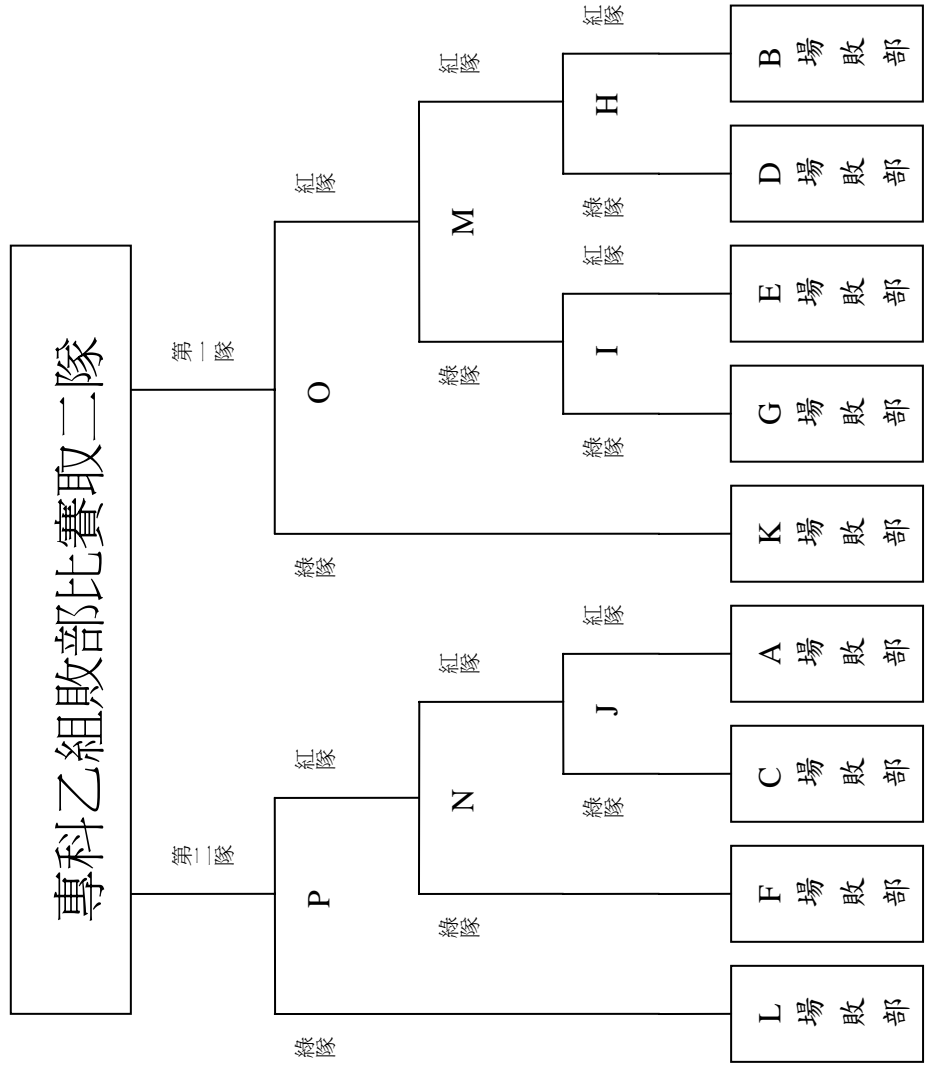 專科乙組敗部比賽取二隊
第二隊
第一隊
綠隊
P
紅隊
綠隊
O
紅隊
綠隊
N
紅隊
綠隊
M
紅隊
綠隊
J
紅隊
綠隊
I
紅隊
綠隊
H
紅隊
L場敗部
F場敗部
C場敗部
A場敗部
K場敗部
G場敗部
E場敗部
D場敗部
B場敗部